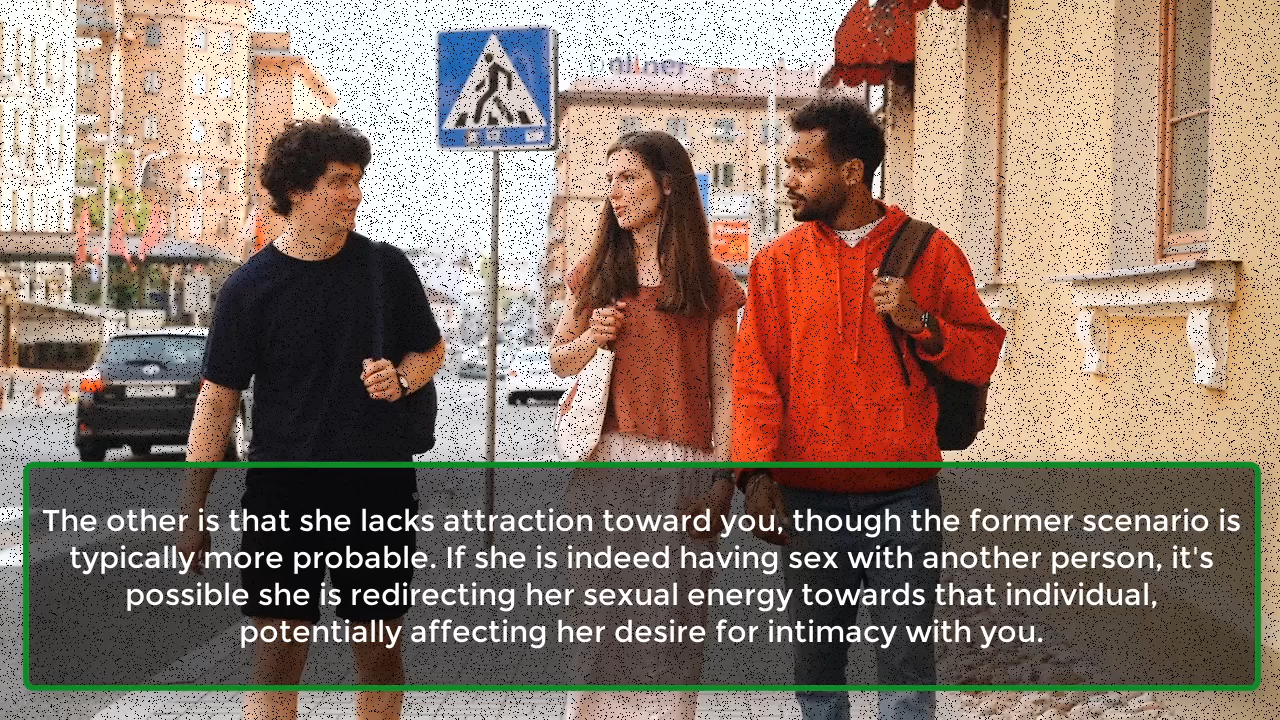 The other is that she lacks attraction toward you, though the former scenario is
typically more probable. If she is indeed having sex with another person, it's
possible she is redirecting her sexual energy towards that individual,
potentially affecting her desire for intimacy with you.